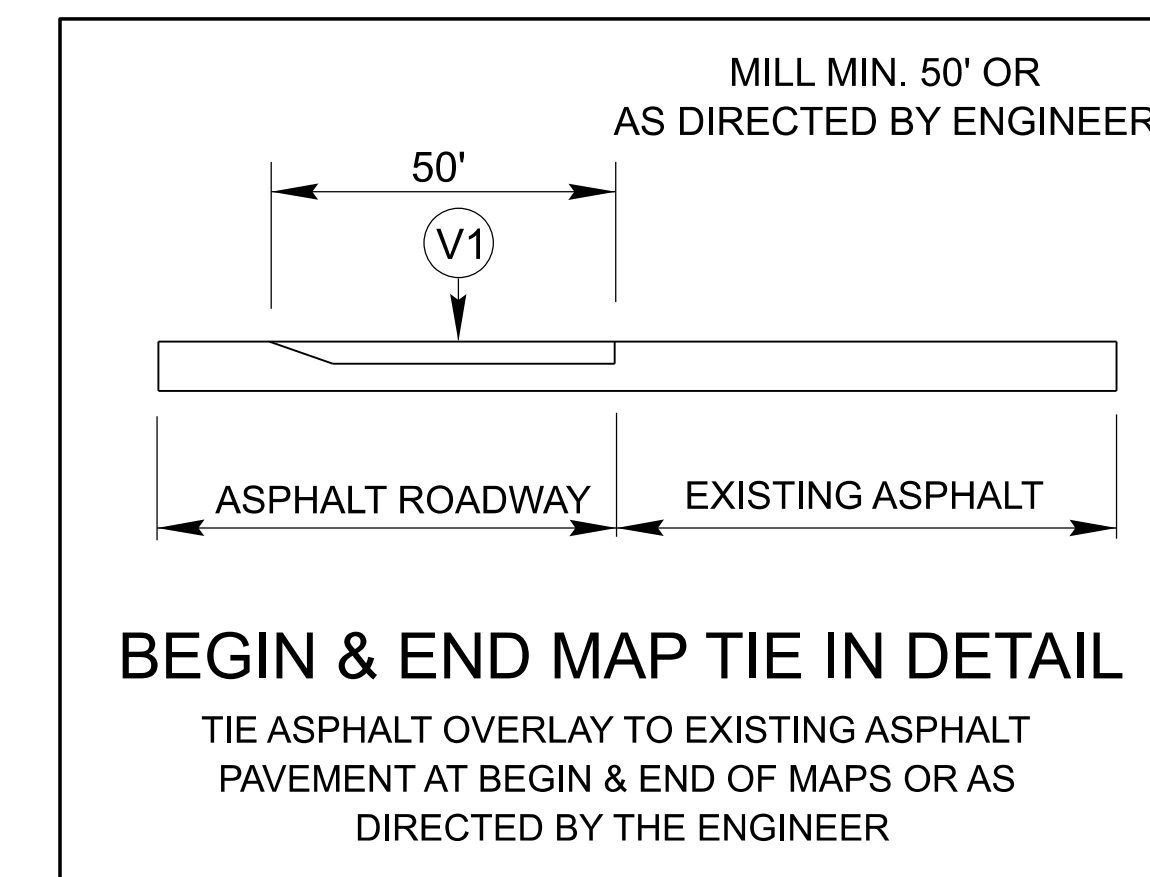 MILL MIN. 50' OR
AS DIRECTED BY ENGINEER
50'
V1
ASPHALT ROADWAY
EXISTING ASPHALT
BEGIN & END MAP TIE IN DETAIL
TIE ASPHALT OVERLAY TO EXISTING ASPHALT
PAVEMENT AT BEGIN & END OF MAPS OR AS
DIRECTED BY THE ENGINEER